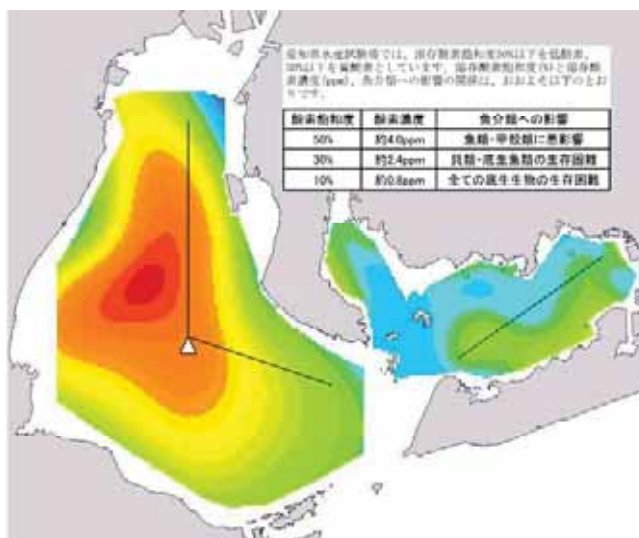 愛知県水産試験場では、溶存酸素飽和度50%以下を低酸素、
30%以下を貧酸素としています。溶存酸素飽和度(%)と溶存酸
素濃度(ppm)、魚介類への影響の関係は、おおよそ以下のとお
りです。
酸素飽和度 酸素濃度 魚介類への影響
50% 約4.0ppm 魚類・甲殻類に悪影響
30% 約2.4ppm 貝類・底生魚類の生存困難
10% 約0.8ppm 全ての底生生物の生存困難